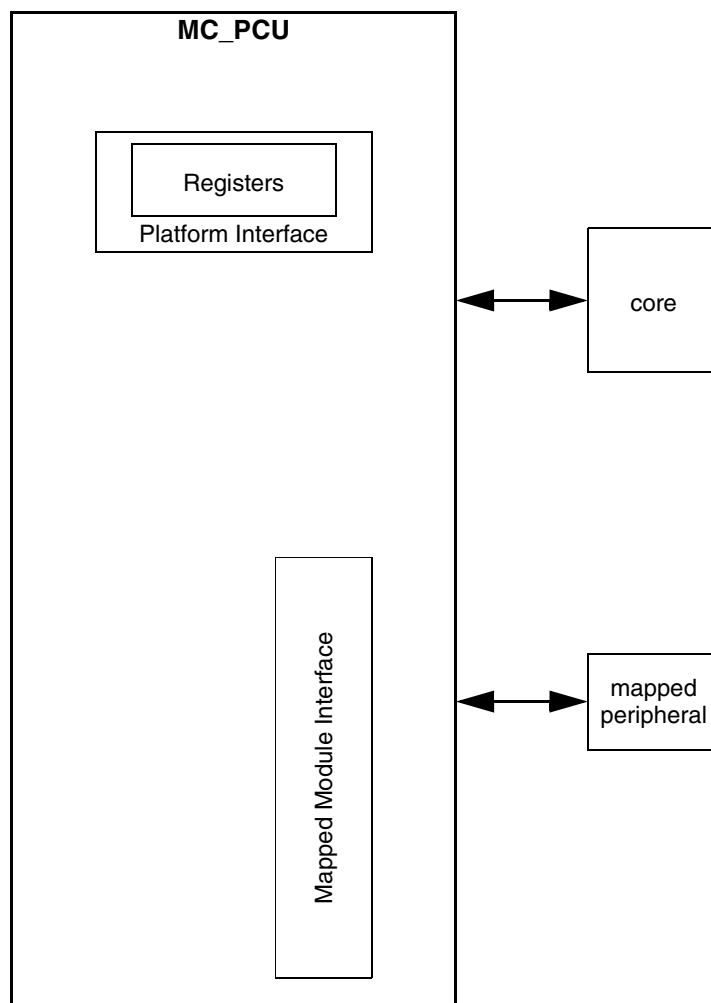 MC_PCU
Registers
Platform Interface
core
Mapped Module Interface
mapped
peripheral